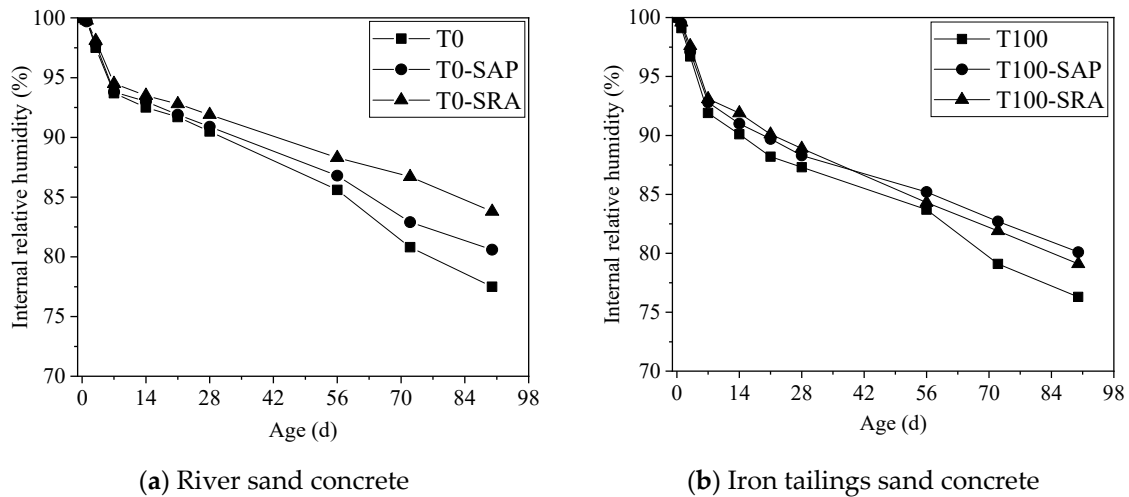 100
95
90
85
80
75
70
Internal relative humidity (%)
T0
T0-SAP
T0-SRA
0 14 28 42 56 70 84 98
Age (d)
(a) River sand concrete
100
95
90
85
80
75
70
Internal relative humidity (%)
T100
T100-SAP
T100-SRA
0 14 28 42 56 70 84 98
Age (d)
(b) Iron tailings sand concrete